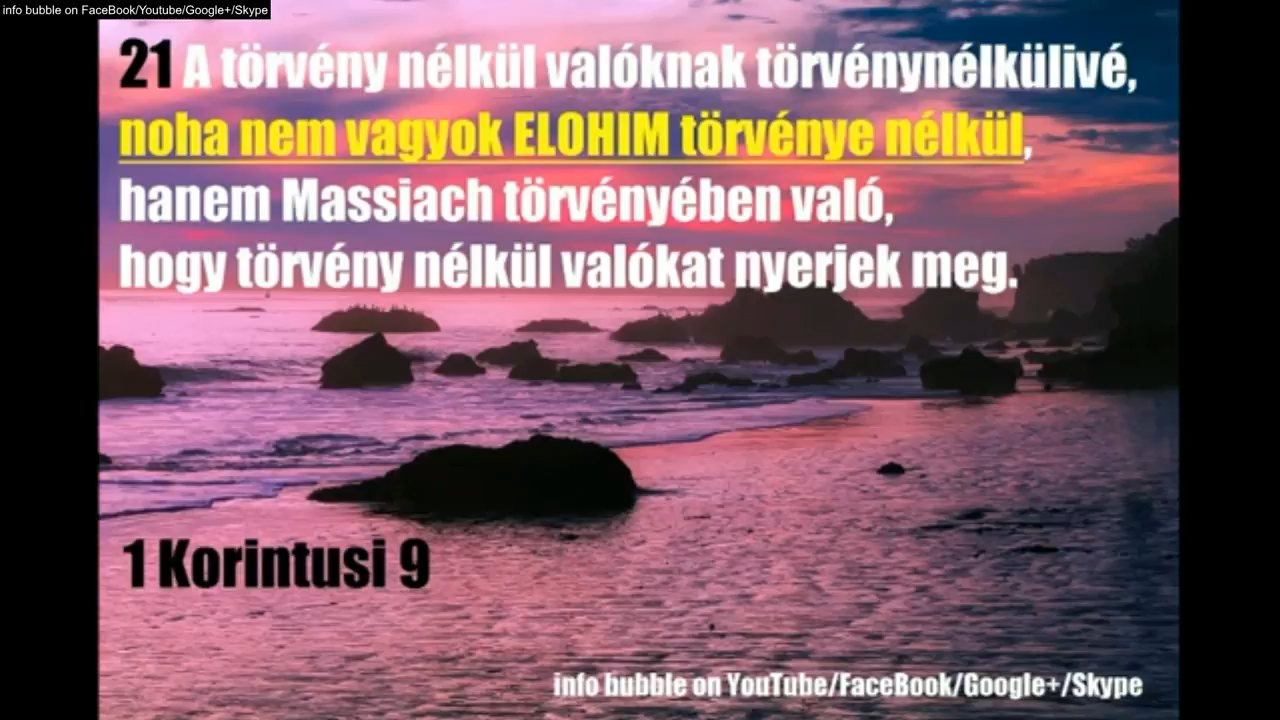 info bubble on FaceBook/Youtube/Google+/Skype
21 A törvény nélkül valóknak törvénynélkülivé,
noha nem vagyok ELOHIM törvénye nélkül,
hanem Massiach törvényében való,
hogy törvény nélkül valókat nyerjek meg.
1 Korintusi 9
info bubble on YouTube/FaceBook/Google+/Skype